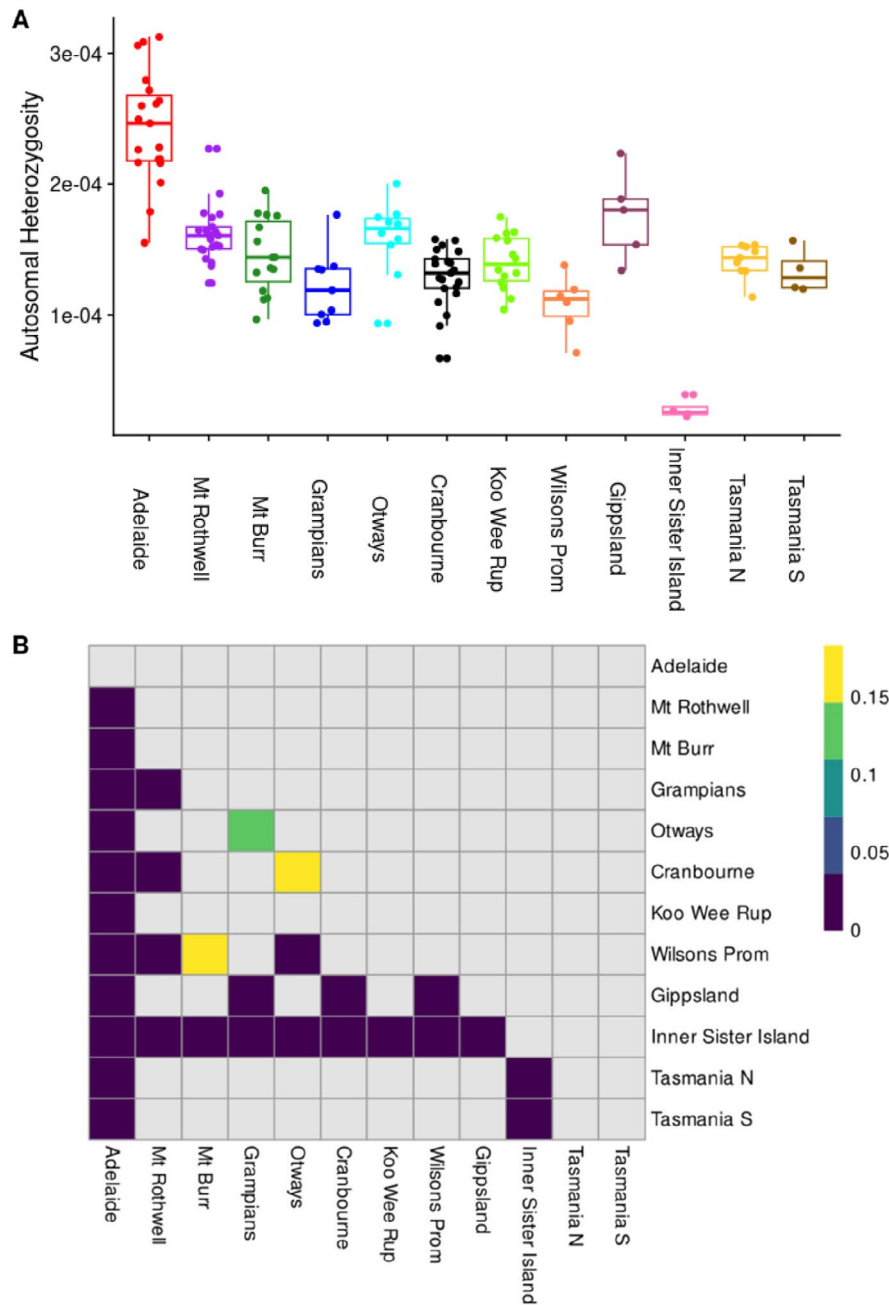 A
Autosomal Heterozygosity
3e-04
2e-04
1e-04
Adelaide
Mt Rothwell
Mt Burr
Grampians
Otways
Cranbourne
Koo Wee Rup
Wilsons Prom
Gippsland
Inner Sister Island
Tasmania N
Tasmania S
B
Adelaide
Mt Rothwell
Mt Burr
Grampians
Otways
Cranbourne
Koo Wee Rup
Wilsons Prom
Gippsland
Inner Sister Island
Tasmania N
Tasmania S
0.15
0.1
0.05
0
Adelaide
Mt Rothwell
Mt Burr
Grampians
Otways
Cranbourne
Koo Wee Rup
Wilsons Prom
Gippsland
Inner Sister Island
Tasmania N
Tasmania S